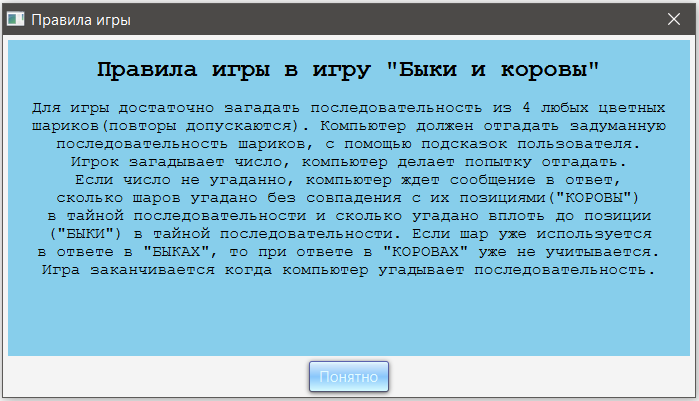 Правила игры
Правила игры в игру "Быки и коровы"
Для игры достаточно загадать последовательность из 4 любых цветных
шариков(повторы допускаются). Компьютер должен отгадать задуманную
последовательность шариков, с помощью подсказок пользователя.
Игрок загадывает число, компьютер делает попытку отгадать.
Если число не угаданно, компьютер ждет сообщение в ответ,
сколько шаров угадано без совпадения с их позициями("КОРОВЫ")
в тайной последовательности и сколько угадано вплоть до позиции
("БЫКИ") в тайной последовательности. Если шар уже используется
в ответе в "БЫКАХ", то при ответе в "КОРОВАХ" уже не учитывается.
Игра заканчивается когда компьютер угадывает последовательность.
Понятно